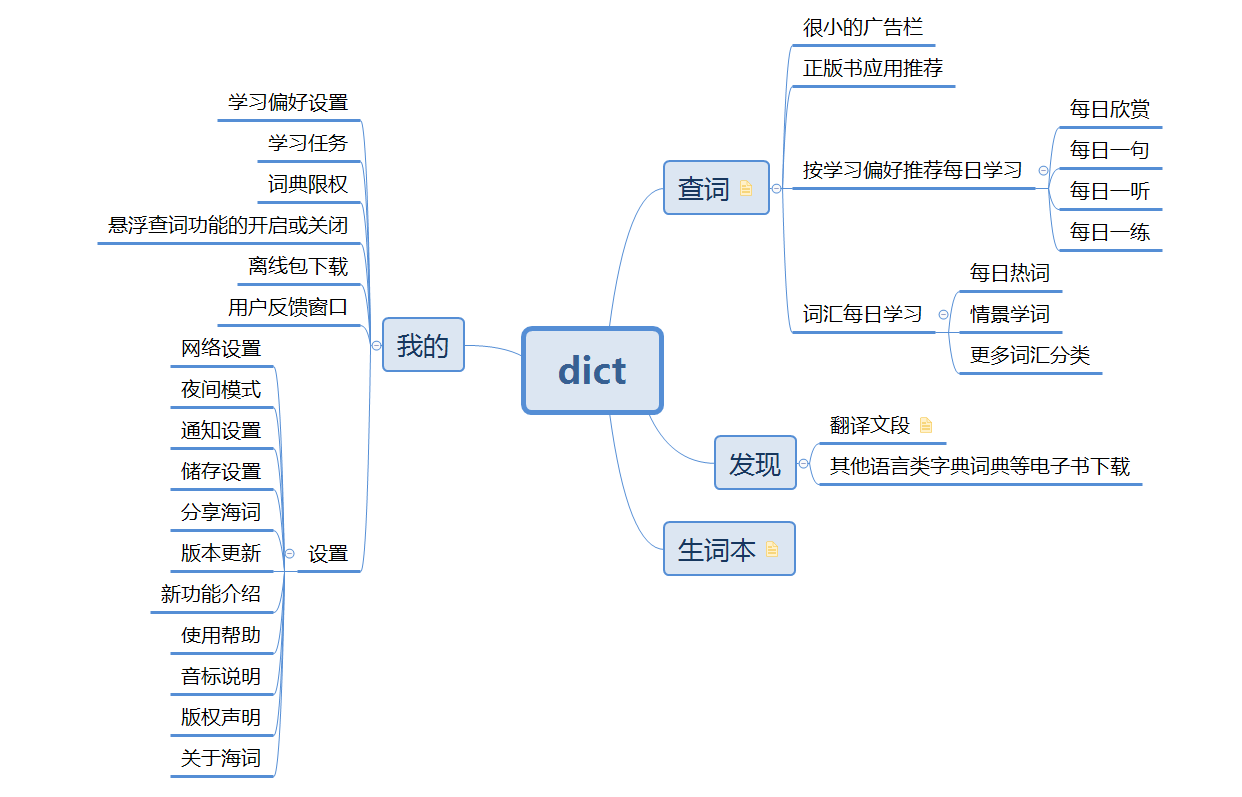 dict
查词
很小的广告栏
正版书应用推荐
按学习偏好推荐每日学习
每日欣赏
每日一句
每日一听
每日一练
词汇每日学习
每日热词
情景学词
更多词汇分类
发现
翻译文段
其他语言类字典词典等电子书下载
生词本
我的
学习偏好设置
学习任务
词典限权
悬浮查词功能的开启或关闭
离线包下载
用户反馈窗口
设置
网络设置
夜间模式
通知设置
储存设置
分享海词
版本更新
新功能介绍
使用帮助
音标说明
版权声明
关于海词